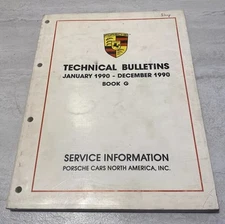 TECHNICAL BULLETINS
JANUARY 1990 - DECEMBER 1990
BOOK G
SERVICE INFORMATION
PORSCHE CARS NORTH AMERICA, INC.